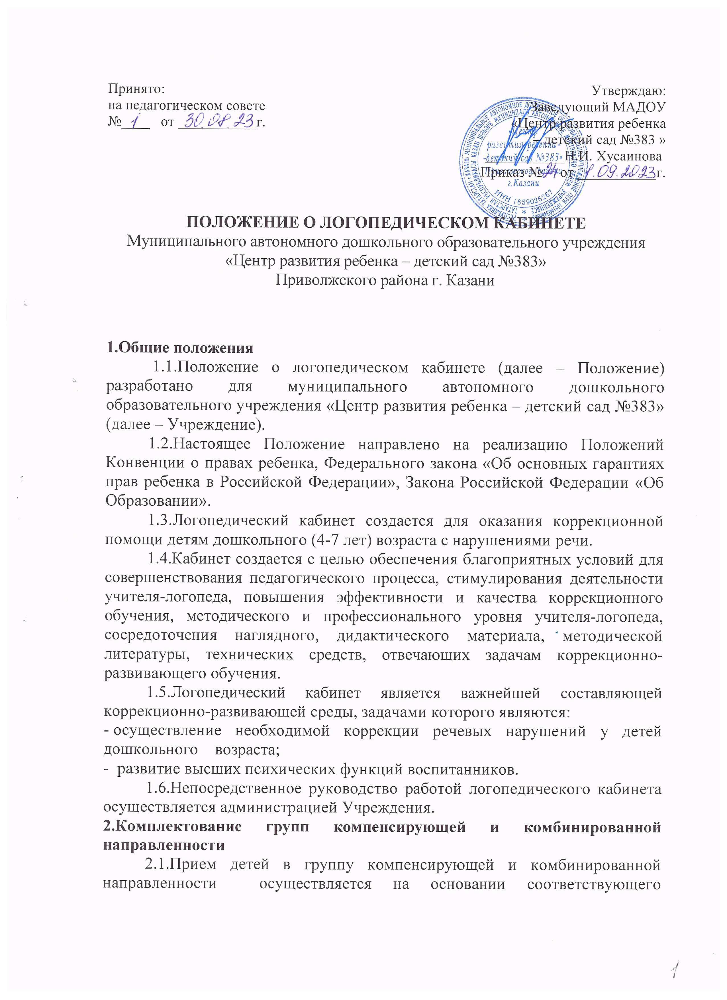 Принято:
на педагогическом совете
№ 1 от 30.08.23 г.
Утверждаю:
Заведующий МАДОУ
«Центр развития ребенка
– детский сад №383 »
Н.И. Хусаинова
Приказ № 24 от 1.09.2023 г.
«Центр
развития ребенка -
-детский сад №383»
Приволжского района
г.Казани
ИНН 1659026267
ПОЛОЖЕНИЕ О ЛОГОПЕДИЧЕСКОМ КАБИНЕТЕ
Муниципального автономного дошкольного образовательного учреждения
«Центр развития ребенка – детский сад №383»
Приволжского района г. Казани
1.Общие положения
1.1.Положение о логопедическом кабинете (далее – Положение)
разработано для муниципального автономного дошкольного
образовательного учреждения «Центр развития ребенка – детский сад №383»
(далее – Учреждение).
1.2.Настоящее Положение направлено на реализацию Положений
Конвенции о правах ребенка, Федерального закона «Об основных гарантиях
прав ребенка в Российской Федерации», Закона Российской Федерации «Об
Образовании».
1.3.Логопедический кабинет создается для оказания коррекционной
помощи детям дошкольного (4-7 лет) возраста с нарушениями речи.
1.4.Кабинет создается с целью обеспечения благоприятных условий для
совершенствования педагогического процесса, стимулирования деятельности
учителя-логопеда, повышения эффективности и качества коррекционного
обучения, методического и профессионального уровня учителя-логопеда,
сосредоточения наглядного, дидактического материала, методической
литературы, технических средств, отвечающих задачам коррекционно-
развивающего обучения.
1.5.Логопедический кабинет является важнейшей составляющей
коррекционно-развивающей среды, задачами которого являются:
- осуществление необходимой коррекции речевых нарушений у детей
дошкольного возраста;
- развитие высших психических функций воспитанников.
1.6.Непосредственное руководство работой логопедического кабинета
осуществляется администрацией Учреждения.
2.Комплектование групп компенсирующей и комбинированной
направленности
2.1.Прием детей в группу компенсирующей и комбинированной
направленности осуществляется на основании соответствующего
1